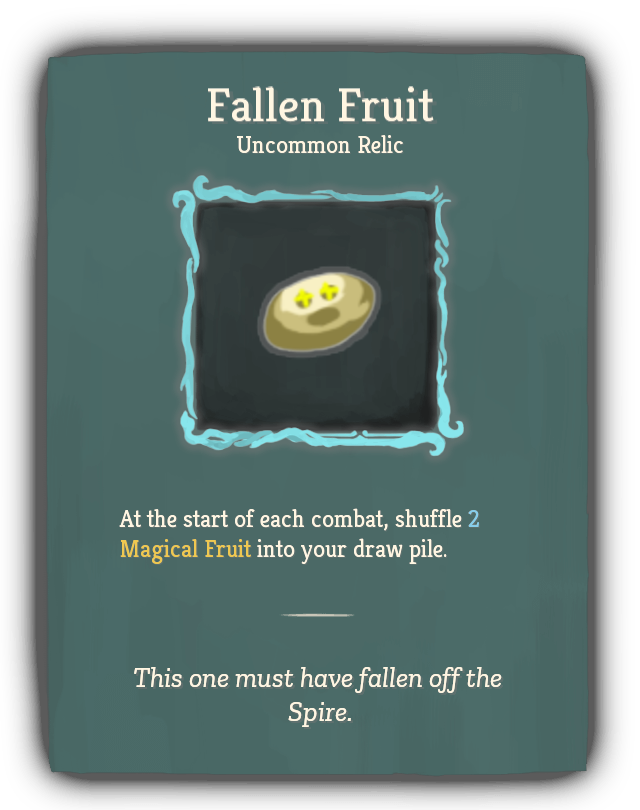 Fallen Fruit
Uncommon Relic
At the start of each combat, shuffle 2
Magical Fruit into your draw pile.
This one must have fallen off the
Spire.